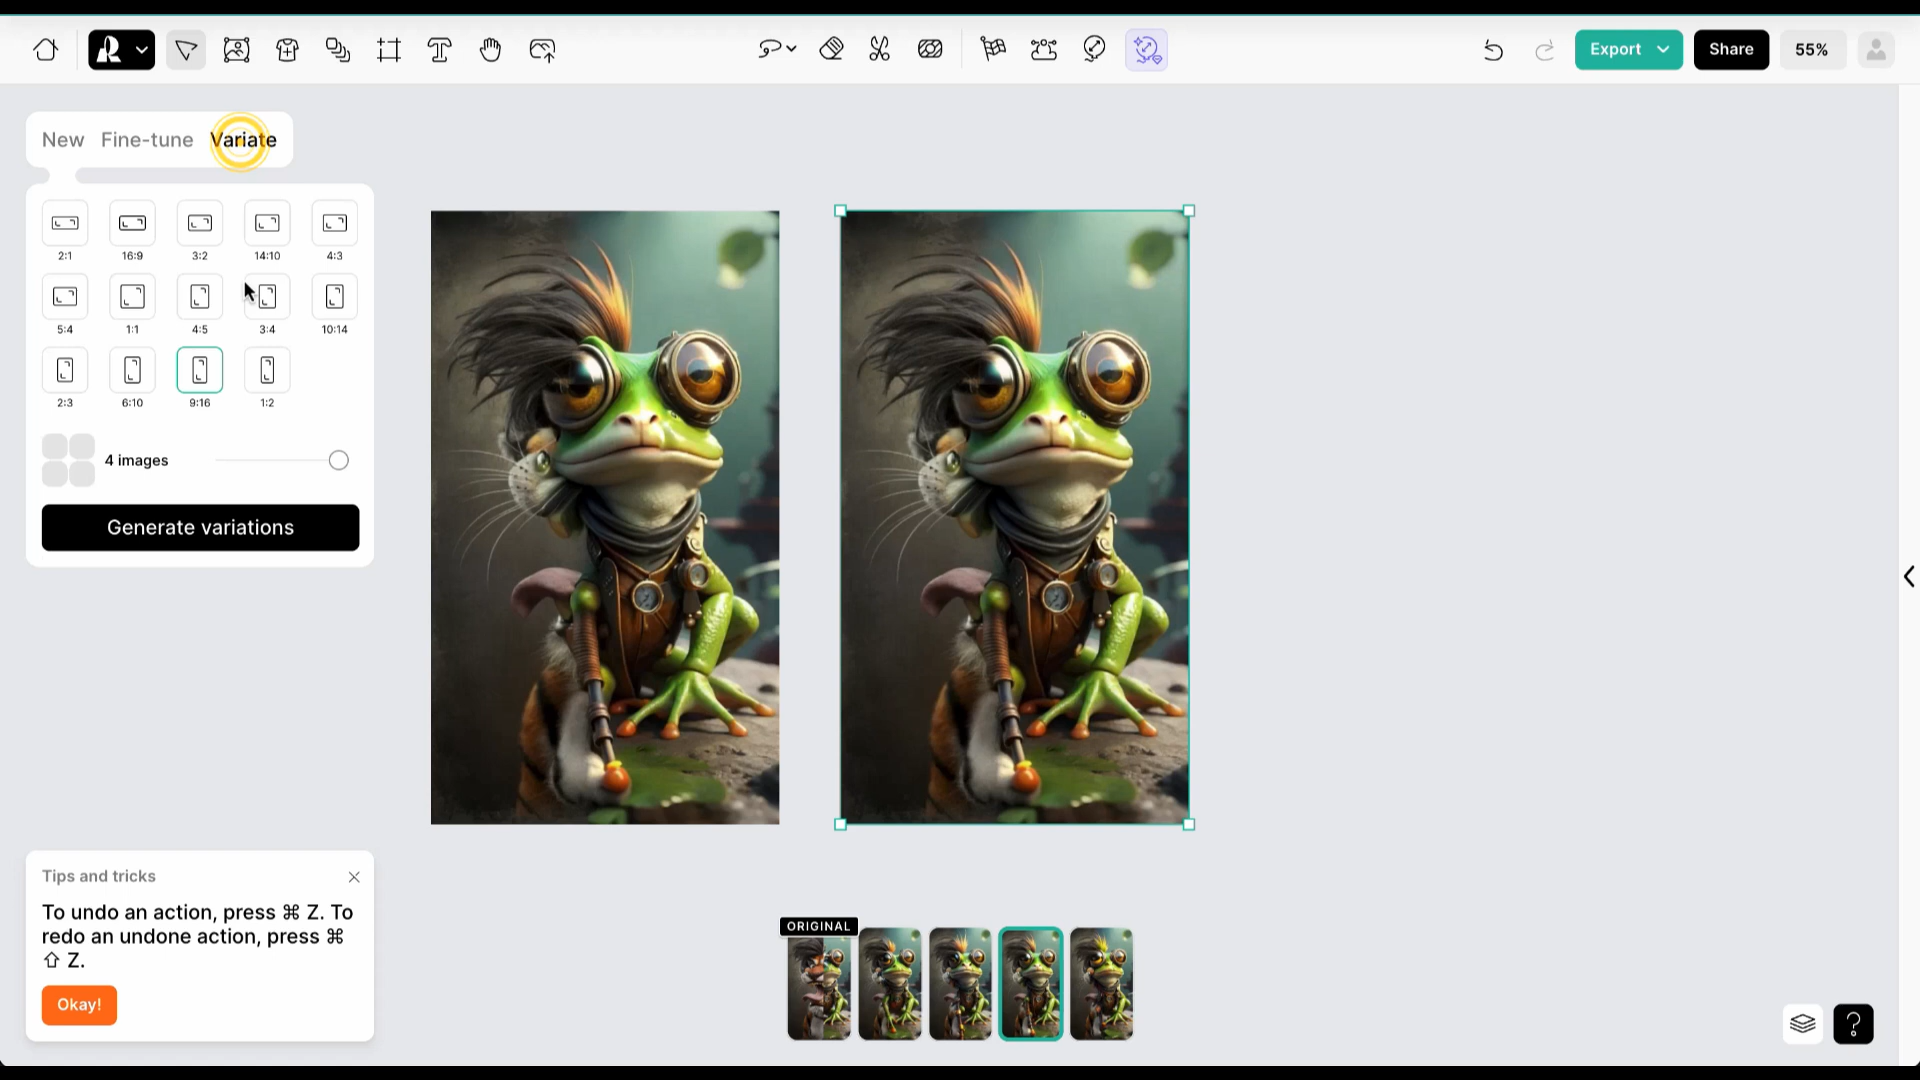 Export
Share
55%
New
Fine-tune
Variate
2:1
16:9
3:2
14:10
4:3
5:4
1:1
4:5
3:4
10:14
2:3
6:10
9:16
1:2
4 images
Generate variations
Tips and tricks
To undo an action, press ⌘ Z. To
redo an undone action, press ⌘
⇧ Z.
Okay!
ORIGINAL